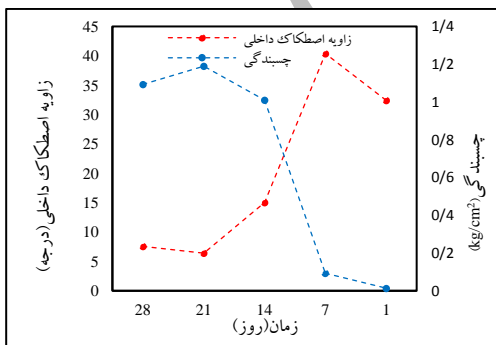 زاویه اصطکاک داخلی
چسبندگی
زاویه اصطکاک داخلی(درجه)
45
40
35
30
25
20
15
10
5
0
1/4
1/2
1
0/8
0/6
0/4
0/2
0
چسبندگی
(kg/cm²)
28 21 14 7 1
زمان(روز)